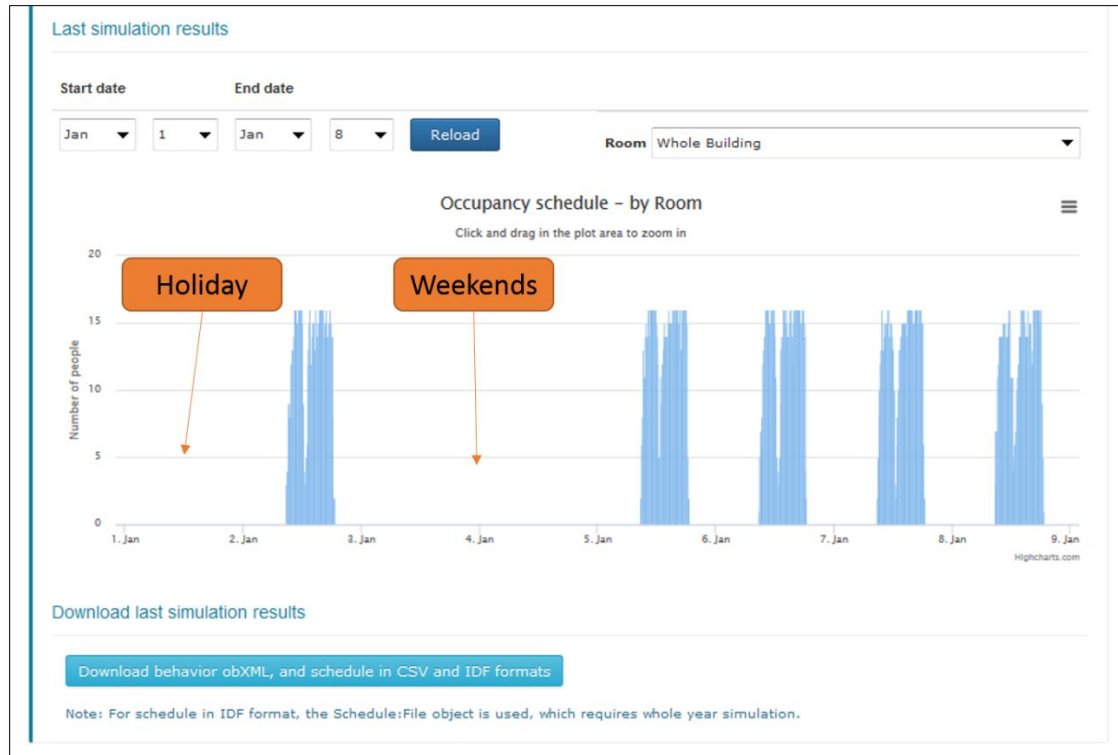 Last simulation results
Start date End date
Jan 1 Jan 8 Reload Room Whole Building
Occupancy schedule – by Room
Click and drag in the plot area to zoom in
20
Holiday Weekends
15
Number of people
10
5
0
1. Jan 2. Jan 3. Jan 4. Jan 5. Jan 6. Jan 7. Jan 8. Jan 9. Jan
Highcharts.com
Download last simulation results
Download behavior obXML, and schedule in CSV and IDF formats
Note: For schedule in IDF format, the Schedule:File object is used, which requires whole year simulation.